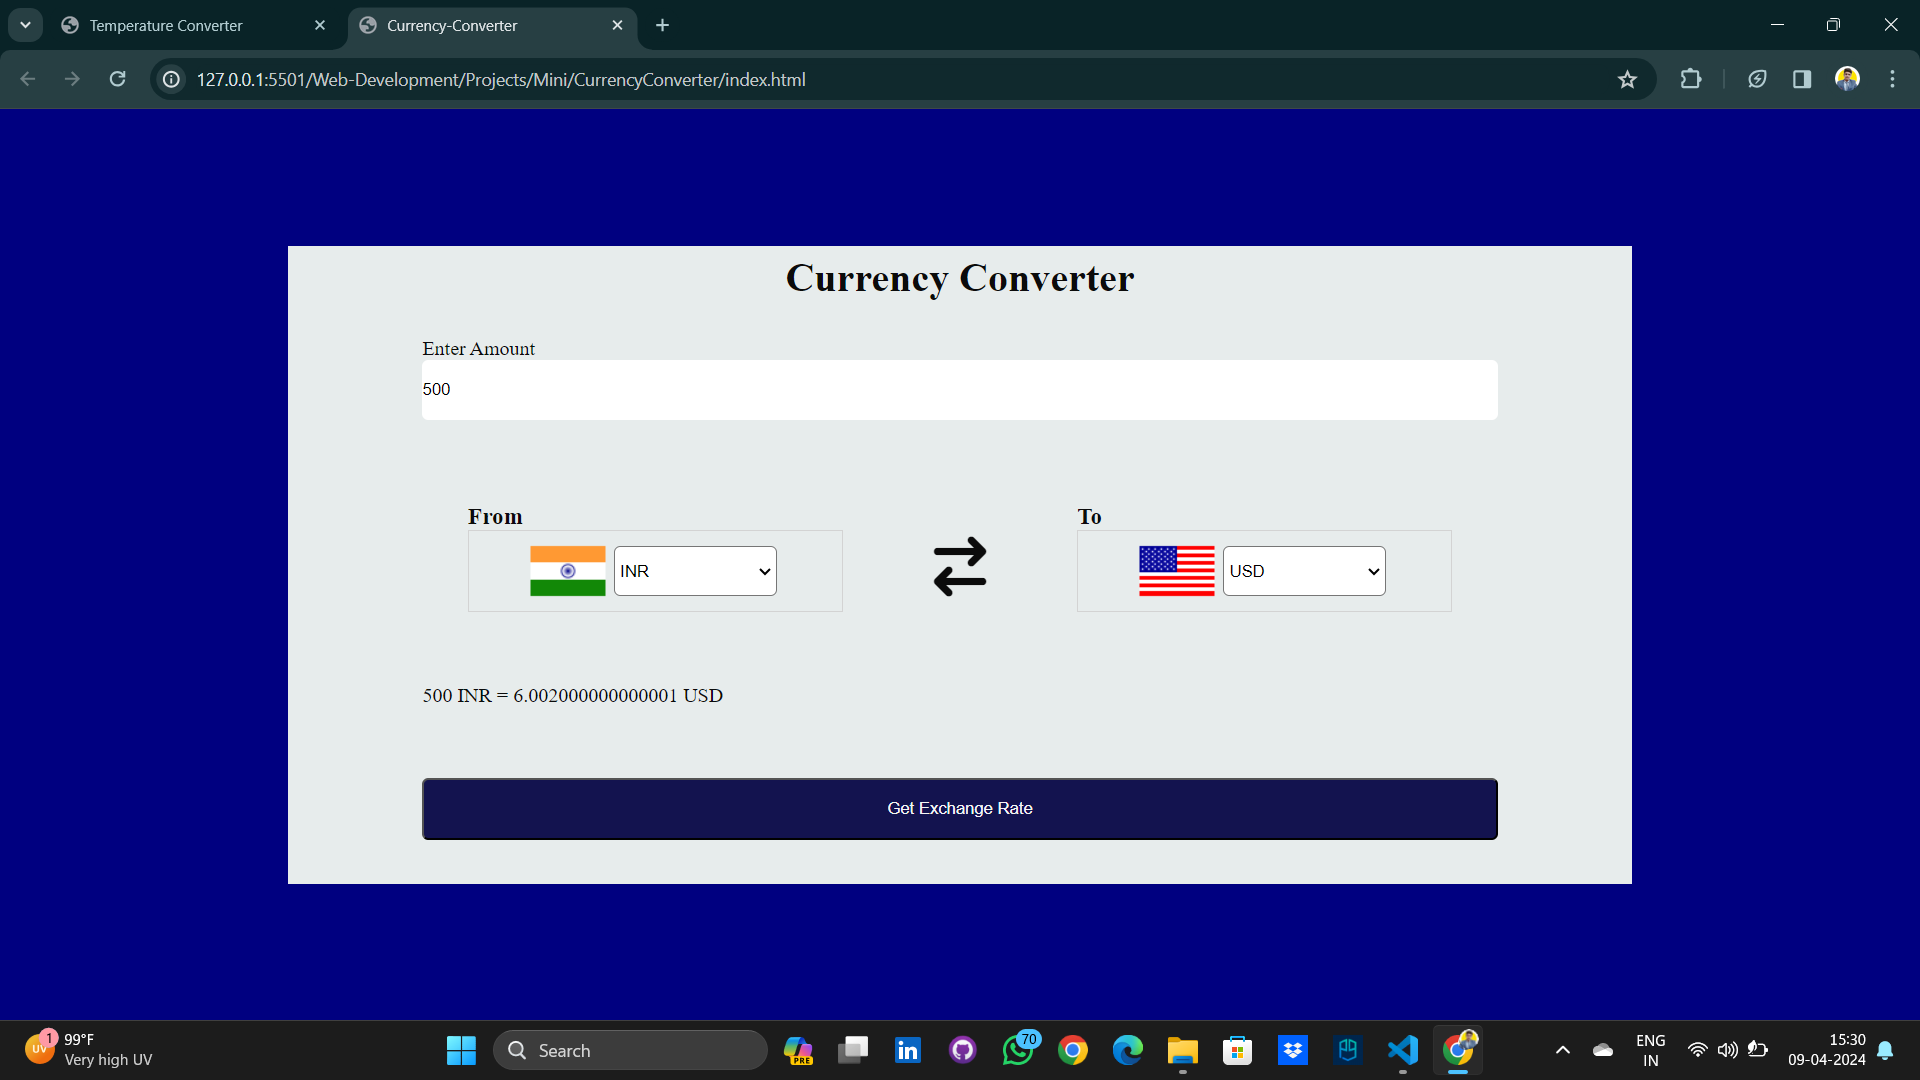 Temperature Converter
Currency-Converter
127.0.0.1:5501/Web-Development/Projects/Mini/CurrencyConverter/index.html
Currency Converter
Enter Amount
500
From
To
INR
USD
500 INR = 6.002000000000001 USD
Get Exchange Rate
1
UV
99°F
Very high UV
Search
PRE
in
70
ENG
IN
15:30
09-04-2024